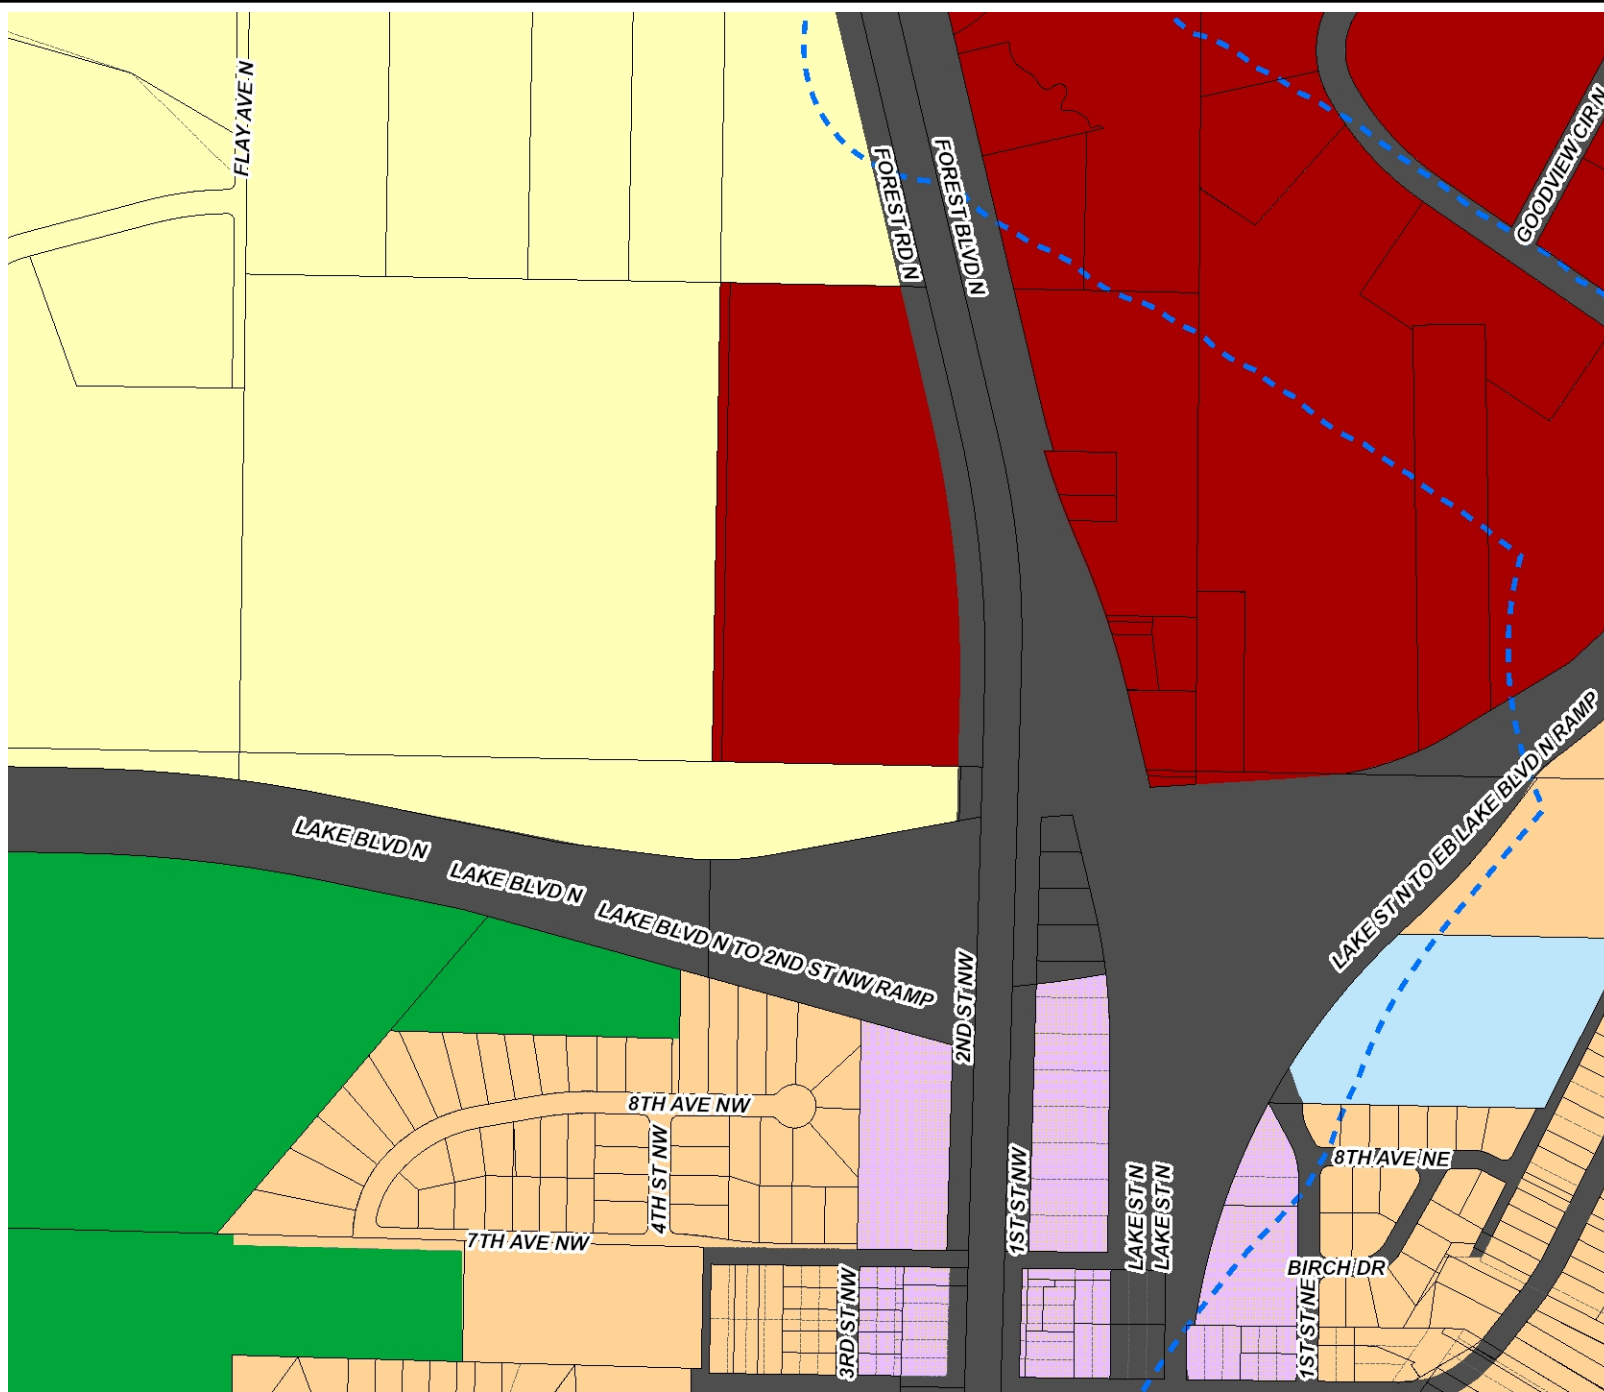 FLAY AVE N
FOREST RD N
FOREST BLVD N
GOODVIEW CIR N
LAKE BLVD N
LAKE BLVD N
LAKE BLVD N TO 2ND ST NW RAMP
LAKE ST N TO EB LAKE BLVD N RAMP
2ND ST NW
8TH AVE NW
4TH ST NW
7TH AVE NW
3RD ST NW
1ST ST NW
LAKE ST N
LAKE ST N
8TH AVE NE
BIRCH DR
1ST ST NE